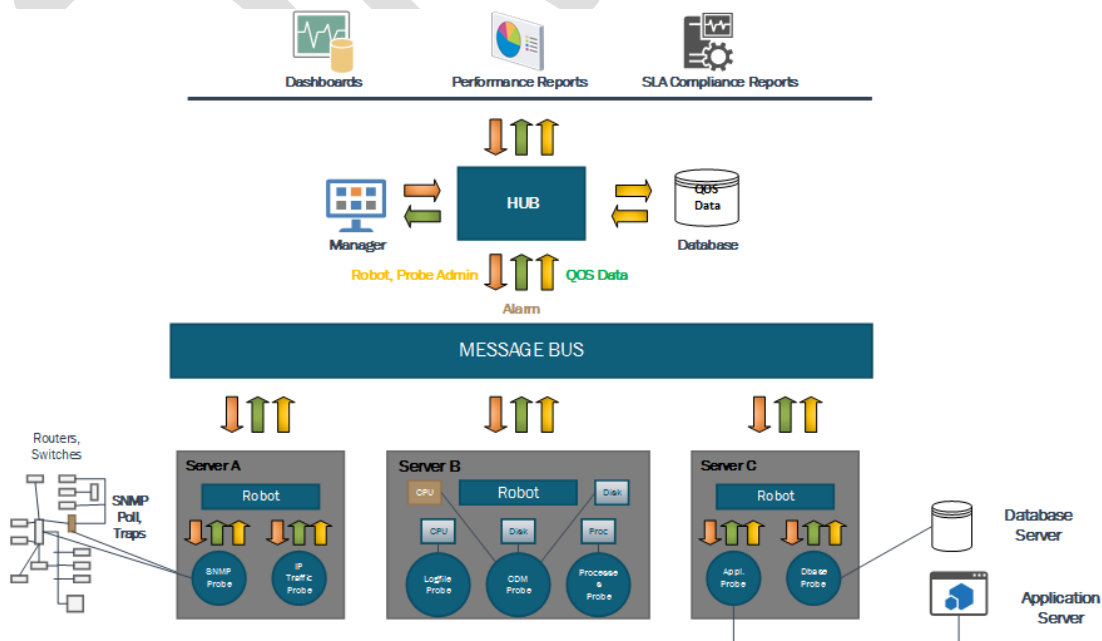 Dashboards
Performance Reports
SLA Compliance Reports
HUB
QOS
Data
Manager
Database
Robot, Probe Admin
QOS Data
Alarm
MESSAGE BUS
Routers,
Switches
SNMP
Poll,
Traps
Server A
Robot
SNMP
Probe
IP
Traffic
Probe
Server B
CPU
Robot
Disk
CPU
Disk
Proc
Logfile
Probe
CDM
Probe
Processe
s
Probe
Server C
Robot
Appl.
Probe
Dbase
Probe
Database
Server
Application
Server